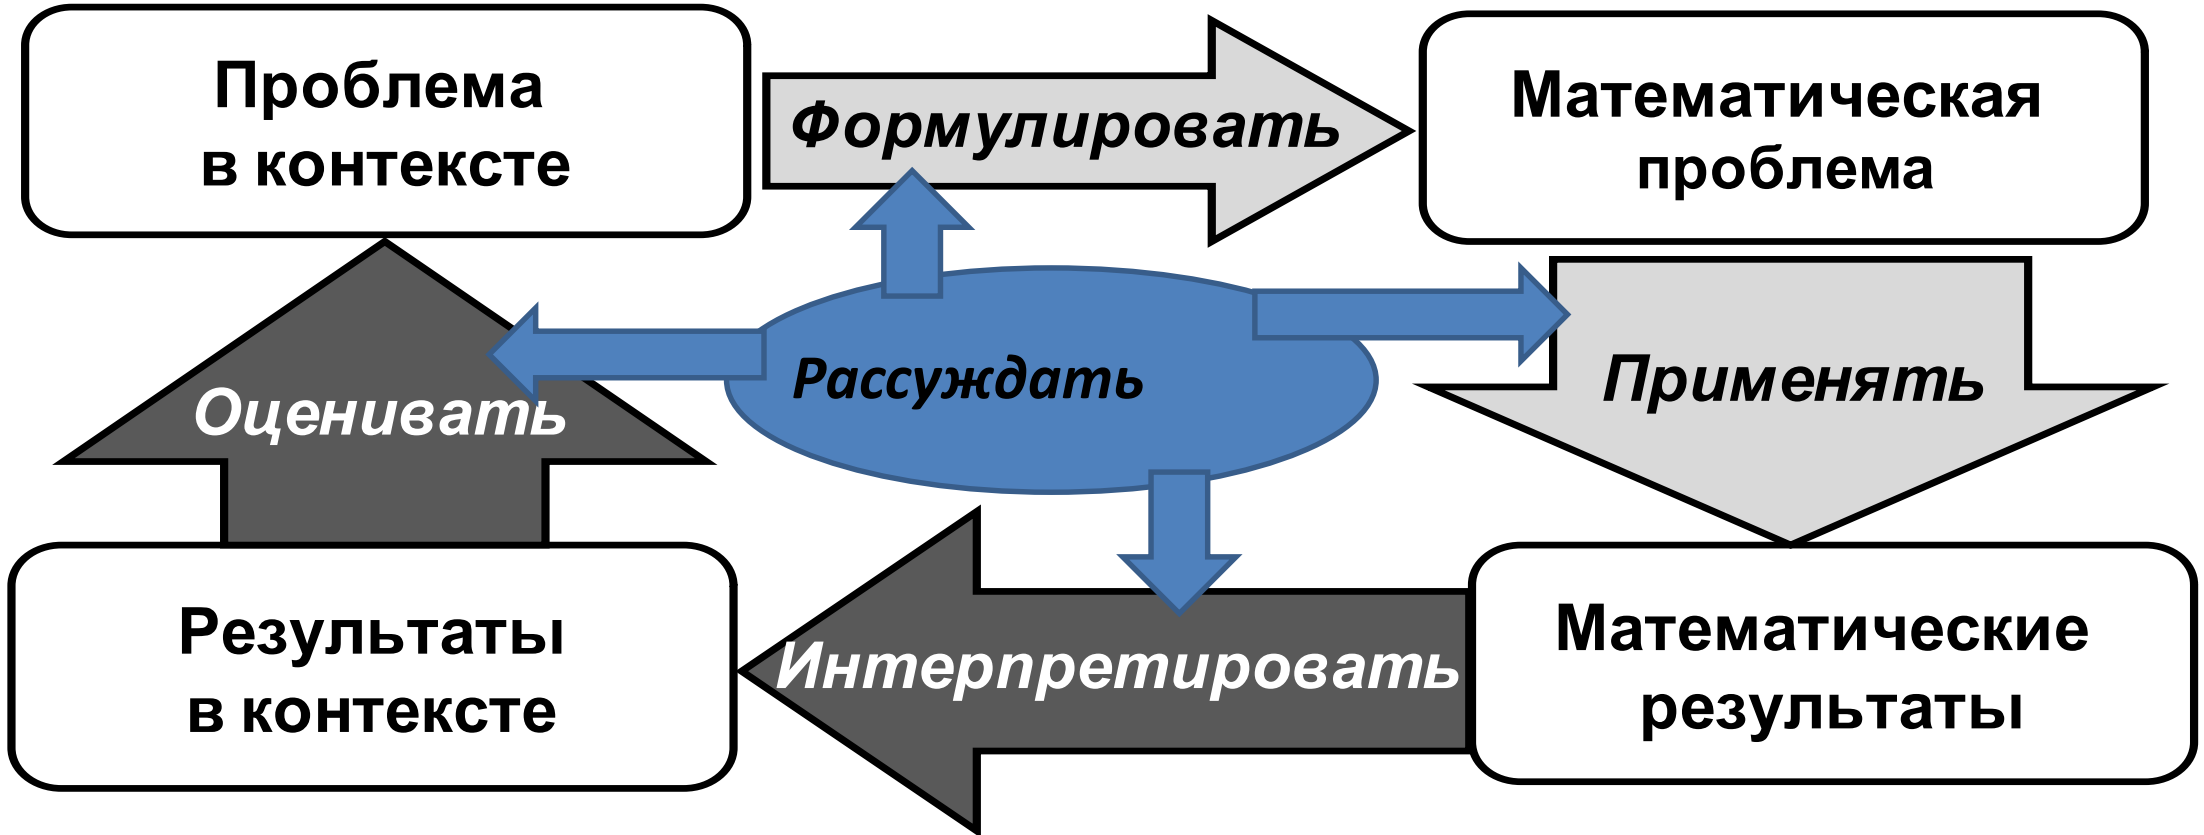 Проблема
в контексте
Формулировать
Математическая
проблема
Оценивать
Рассуждать
Применять
Результаты
в контексте
Интерпретировать
Математические
результаты